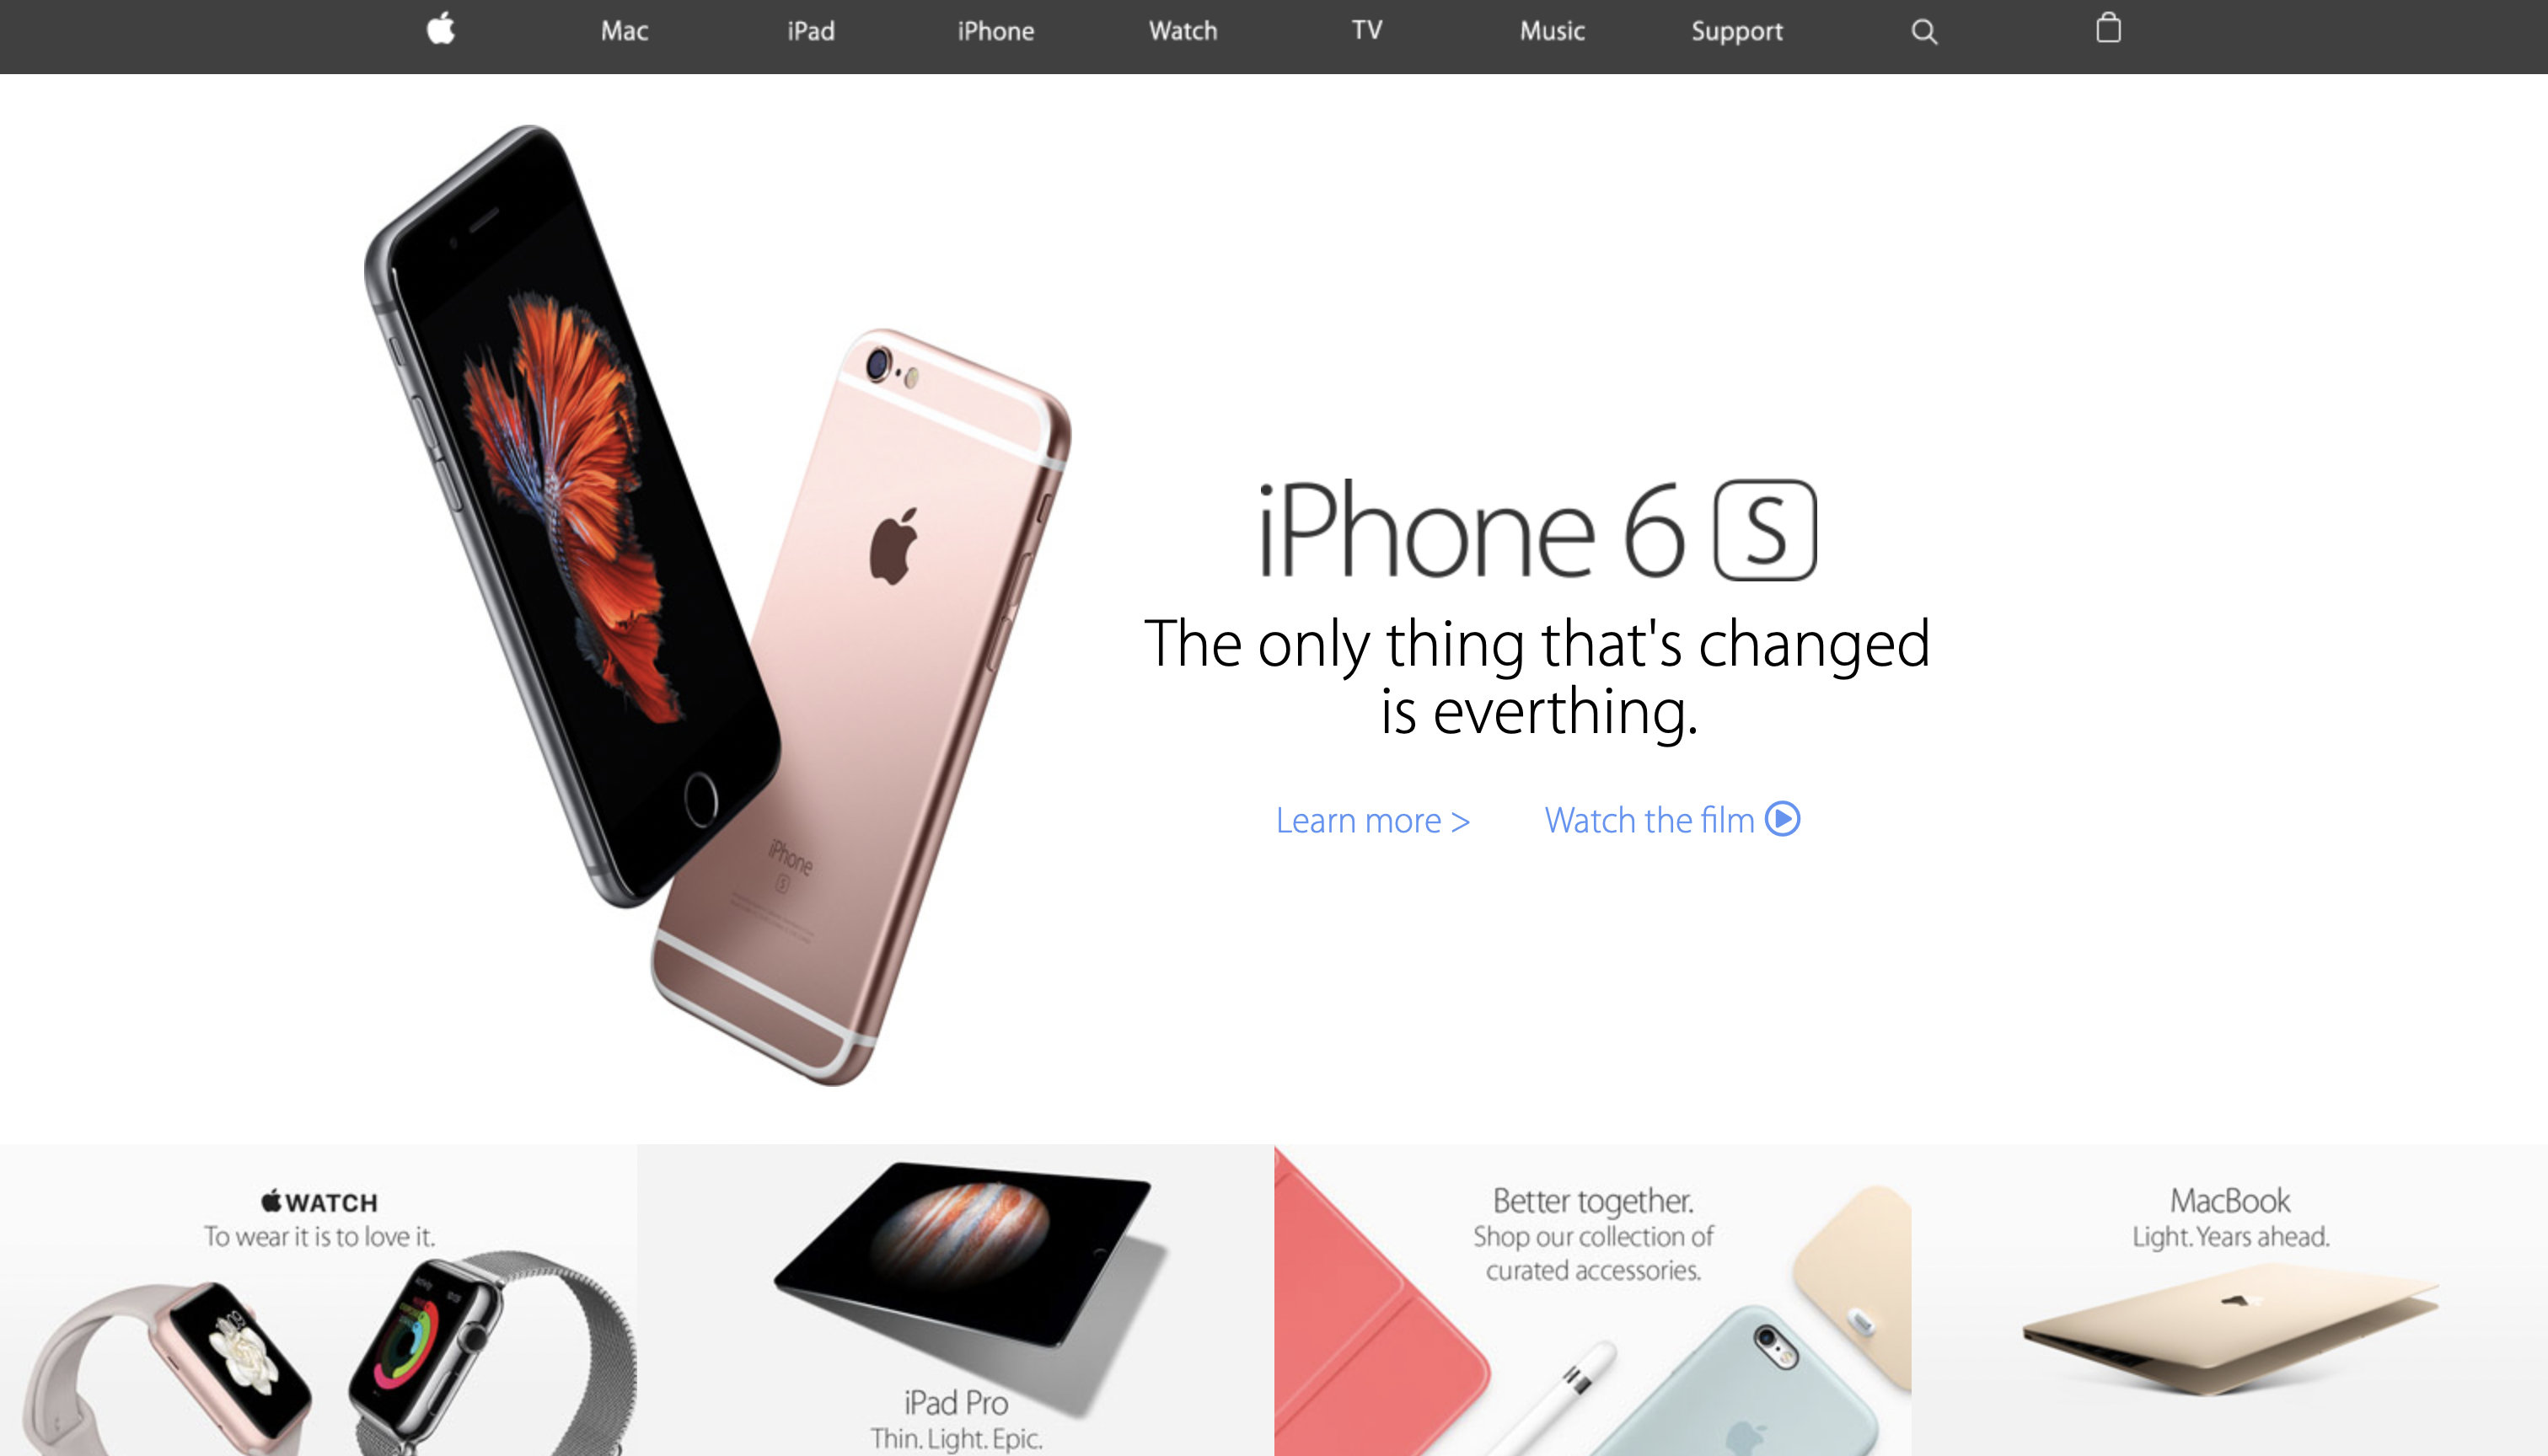 Mac iPad iPhone Watch TV Music Support
iPhone 6 S
The only thing that's changed
is everthing.
Learn more > Watch the film
iPhone
S
WATCH
To wear it is to love it.
iPad Pro
Thin. Light. Epic.
Better together.
Shop our collection of
curated accessories.
MacBook
Light. Years ahead.